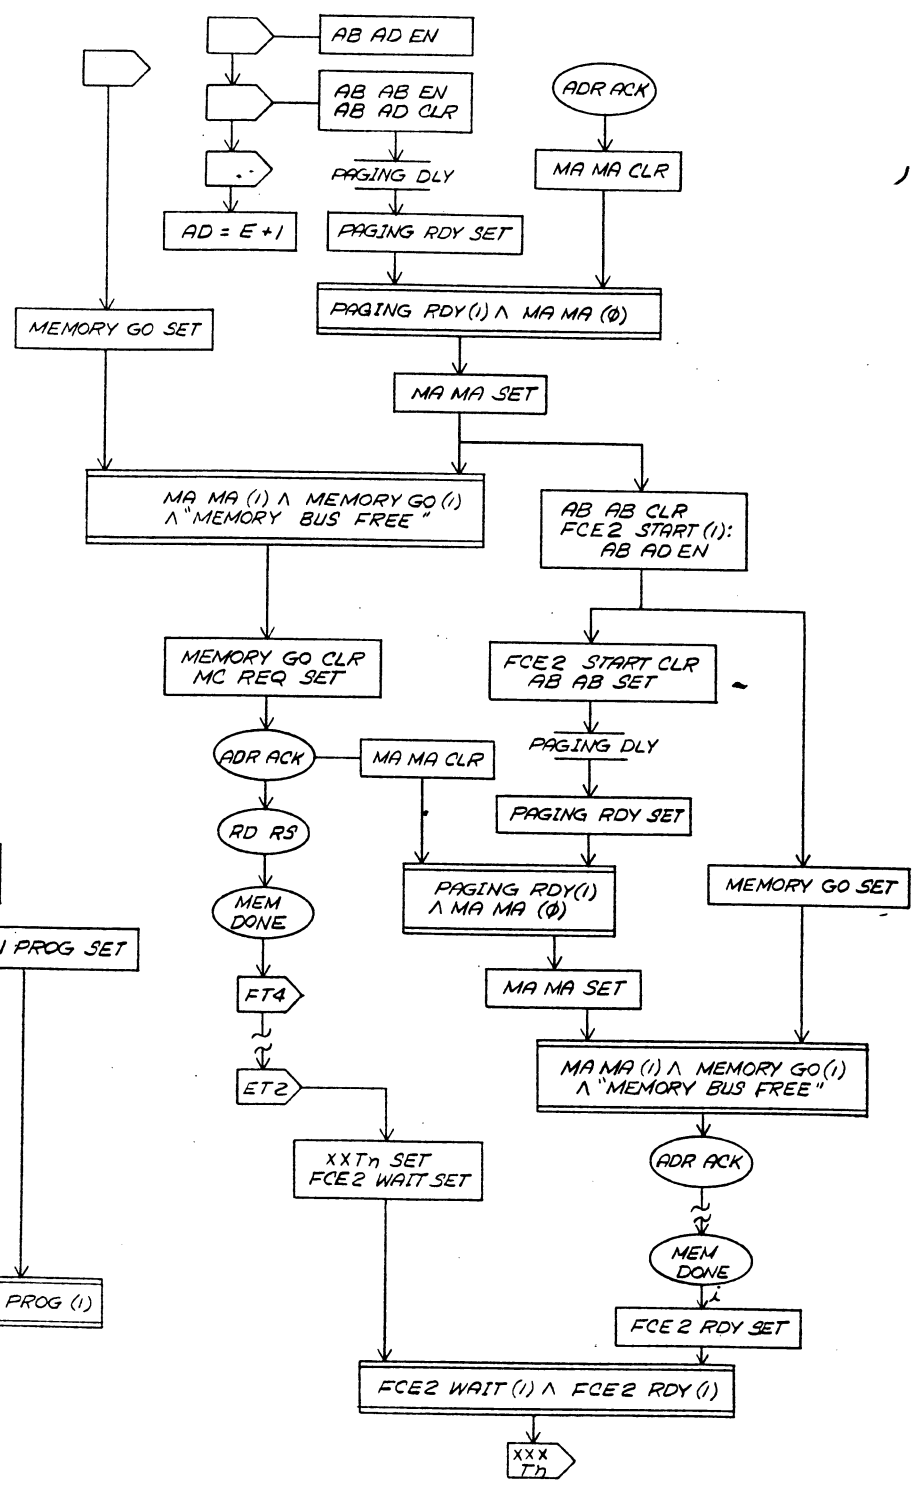 AB AD EN
AB AB EN
AB AD CLR
ADR ACK
PAGING DLY
MA MA CLR
AD = E + 1
PAGING RDY SET
PAGING RDY (1) ∧ MA MA (Ø)
MEMORY GO SET
MA MA SET
MA MA (1) ∧ MEMORY GO (1)
∧ "MEMORY BUS FREE"
AB AB CLR
FCE2 START (1):
AB AD EN
MEMORY GO CLR
MC REQ SET
FCE2 START CLR
AB AB SET
ADR ACK
MA MA CLR
PAGING DLY
RD RS
PAGING RDY SET
MEM
DONE
PAGING RDY (1)
∧ MA MA (Ø)
MEMORY GO SET
PROG SET
FT4
MA MA SET
ET2
MA MA (1) ∧ MEMORY GO (1)
∧ "MEMORY BUS FREE"
XXTn SET
FCE2 WAIT SET
ADR ACK
MEM
DONE
PROG (1)
FCE2 RDY SET
FCE2 WAIT (1) ∧ FCE2 RDY (1)
XXX
Tn